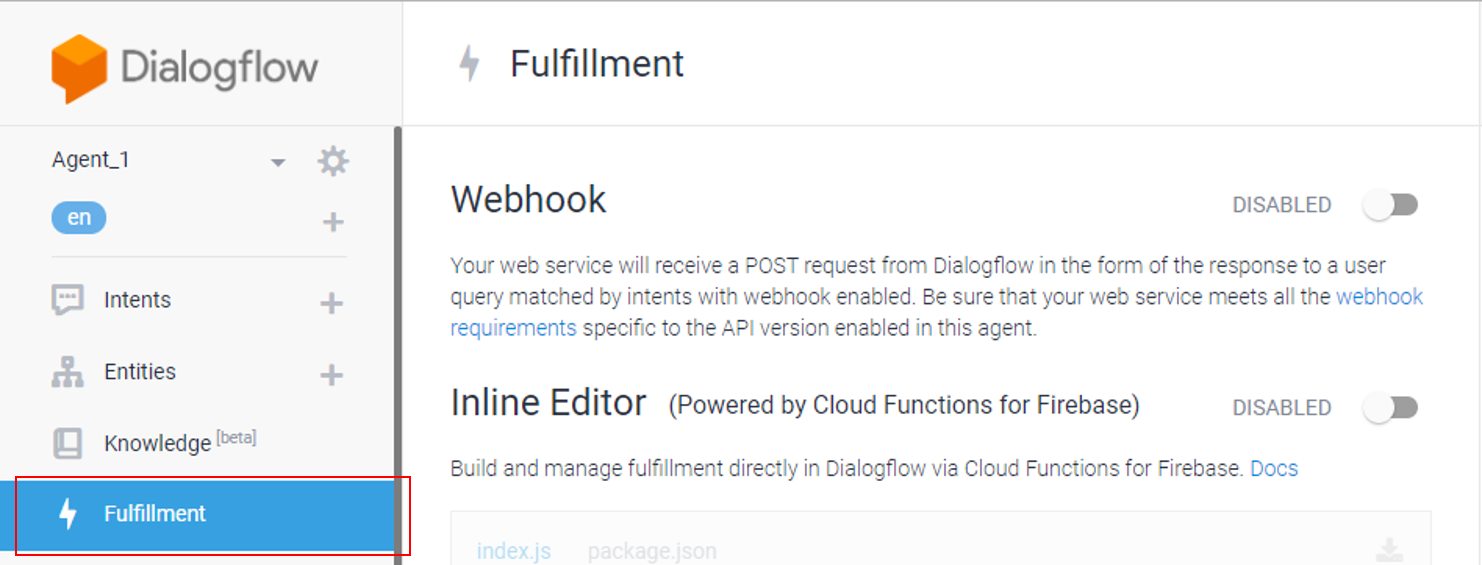 Dialogflow
Agent_1
en
Intents
Entities
Knowledge [beta]
Fulfillment
Fulfillment
Webhook
DISABLED
Your web service will receive a POST request from Dialogflow in the form of the response to a user
query matched by intents with webhook enabled. Be sure that your web service meets all the webhook
requirements specific to the API version enabled in this agent.
Inline Editor (Powered by Cloud Functions for Firebase)
DISABLED
Build and manage fulfillment directly in Dialogflow via Cloud Functions for Firebase. Docs
index.js package.json